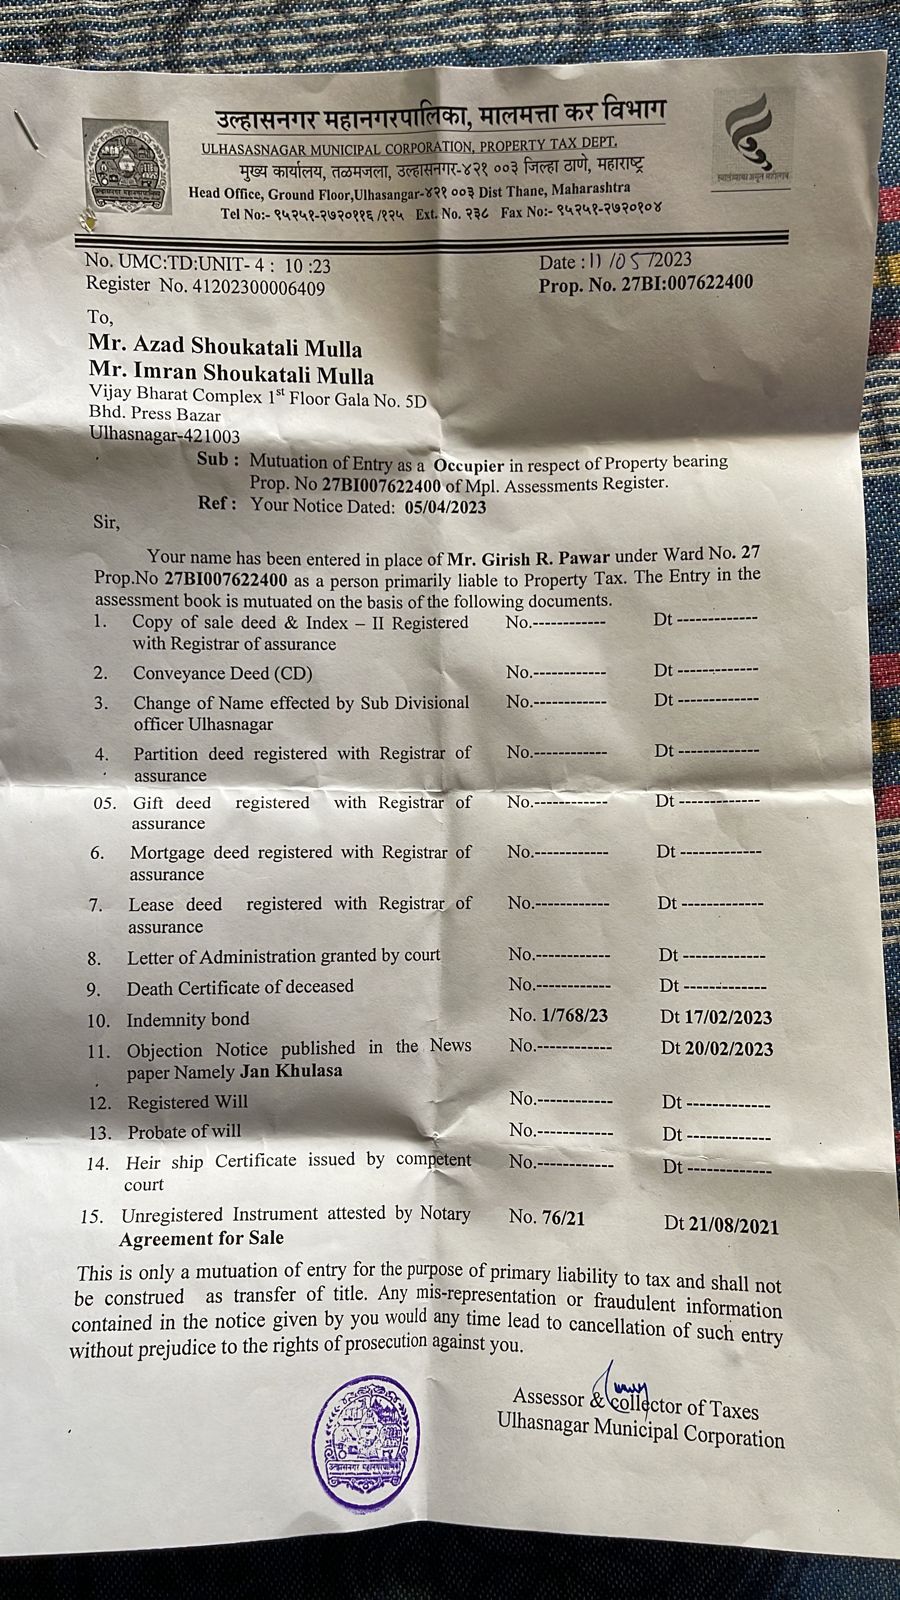 उल्हासनगर महानगरपालिका, मालमत्ता कर विभाग
ULHASASNAGAR MUNICIPAL CORPORATION, PROPERTY TAX DEPT.
मुख्य कार्यालय, तळमजला, उल्हासनगर-४२१ ००३ जिल्हा ठाणे, महाराष्ट्र
Head Office, Ground Floor,Ulhasangar-४२१ ००३ Dist Thane, Maharashtra
Tel No:- ९५२५१-२७२०११६ /१२५ Ext. No. २३८ Fax No:- ९५२५१-२७२०१०४
No. UMC:TD:UNIT- 4 : 10 :23 Date : 11/05/2023
Register No. 41202300006409 Prop. No. 27BI:007622400
To,
Mr. Azad Shoukatali Mulla
Mr. Imran Shoukatali Mulla
Vijay Bharat Complex 1st Floor Gala No. 5D
Bhd. Press Bazar
Ulhasnagar-421003
Sub : Mutuation of Entry as a Occupier in respect of Property bearing
Prop. No 27BI007622400 of Mpl. Assessments Register.
Ref : Your Notice Dated: 05/04/2023
Sir,
Your name has been entered in place of Mr. Girish R. Pawar under Ward No. 27
Prop.No 27BI007622400 as a person primarily liable to Property Tax. The Entry in the
assessment book is mutuated on the basis of the following documents.
1. Copy of sale deed & Index – II Registered No.------------ Dt -------------
with Registrar of assurance
2. Conveyance Deed (CD) No.------------ Dt -------------
3. Change of Name effected by Sub Divisional No.------------ Dt -------------
officer Ulhasnagar
4. Partition deed registered with Registrar of No.------------ Dt -------------
assurance
05. Gift deed registered with Registrar of No.------------ Dt -------------
assurance
6. Mortgage deed registered with Registrar of No.------------ Dt -------------
assurance
7. Lease deed registered with Registrar of No.------------ Dt -------------
assurance
8. Letter of Administration granted by court No.------------ Dt -------------
9. Death Certificate of deceased No.------------ Dt -------------
10. Indemnity bond No. 1/768/23 Dt 17/02/2023
11. Objection Notice published in the News No.------------ Dt 20/02/2023
paper Namely Jan Khulasa
12. Registered Will No.------------ Dt -------------
13. Probate of will No.------------ Dt -------------
14. Heir ship Certificate issued by competent No.------------ Dt -------------
court
15. Unregistered Instrument attested by Notary No. 76/21 Dt 21/08/2021
Agreement for Sale
This is only a mutuation of entry for the purpose of primary liability to tax and shall not
be construed as transfer of title. Any mis-representation or fraudulent information
contained in the notice given by you would any time lead to cancellation of such entry
without prejudice to the rights of prosecution against you.
Assessor & collector of Taxes
Ulhasnagar Municipal Corporation
उल्हासनगर महानगरपालिका